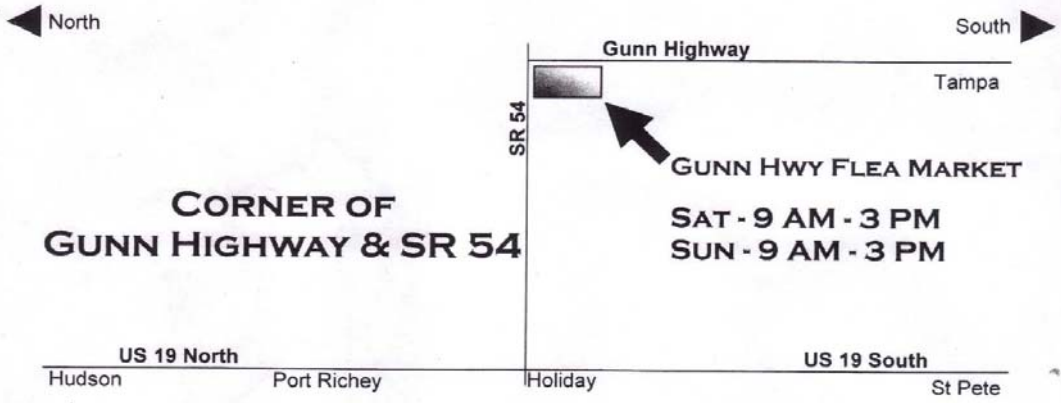 North
South
Gunn Highway
Tampa
SR 54
GUNN HWY FLEA MARKET
CORNER OF
GUNN HIGHWAY & SR 54
SAT - 9 AM - 3 PM
SUN - 9 AM - 3 PM
US 19 North
US 19 South
Hudson
Port Richey
Holiday
St Pete